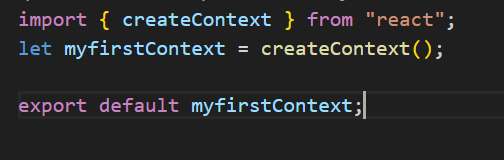 import { createContext } from "react";
let myfirstContext = createContext();
export default myfirstContext;